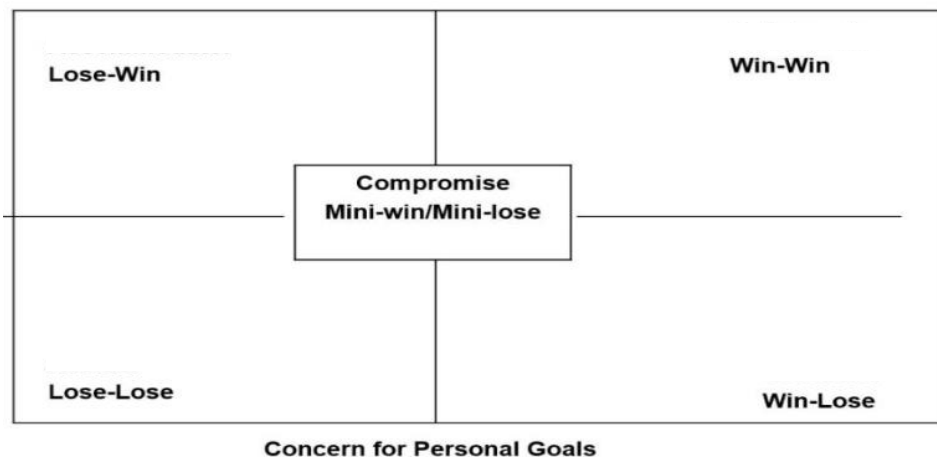 Lose-Win
Win-Win
Compromise
Mini-win/Mini-lose
Lose-Lose
Win-Lose
Concern for Personal Goals